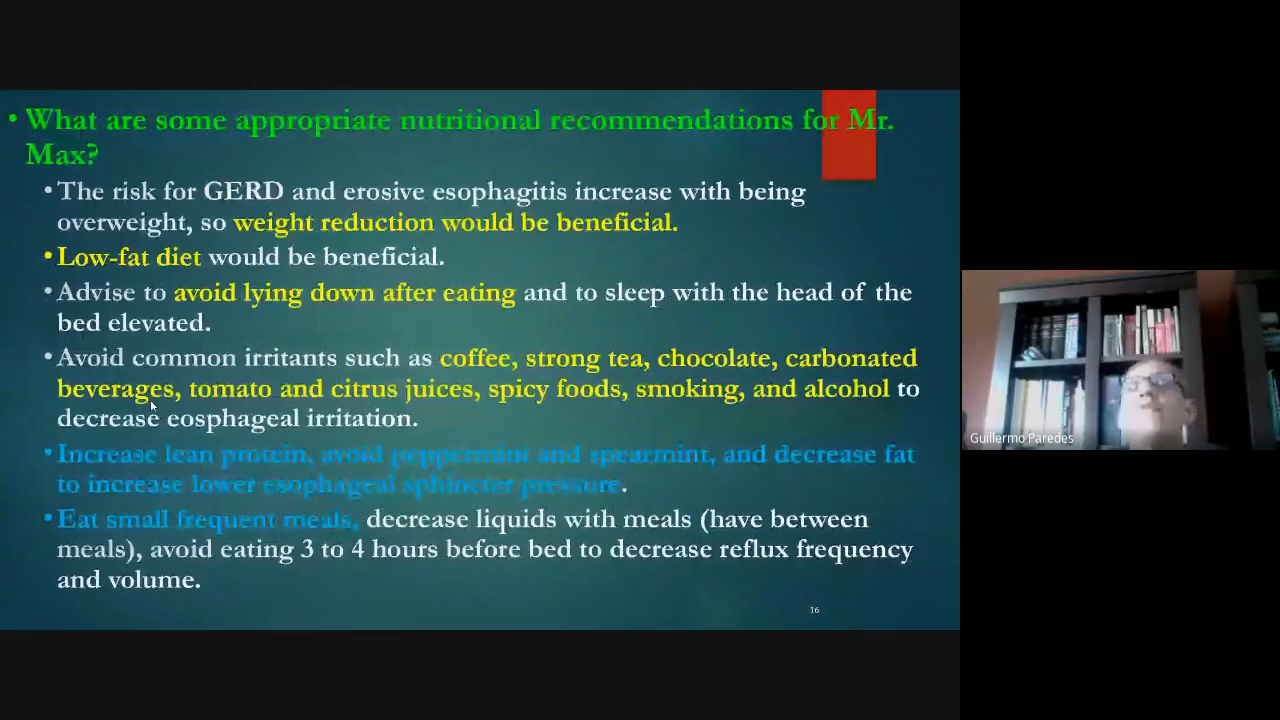 • What are some appropriate nutritional recommendations for Mr.
Max?
• The risk for GERD and erosive esophagitis increase with being
overweight, so weight reduction would be beneficial.
• Low-fat diet would be beneficial.
• Advise to avoid lying down after eating and to sleep with the head of the
bed elevated.
• Avoid common irritants such as coffee, strong tea, chocolate, carbonated
beverages, tomato and citrus juices, spicy foods, smoking, and alcohol to
decrease eosphageal irritation.
• Increase lean protein, avoid peppermint and spearmint, and decrease fat
to increase lower esophageal sphincter pressure.
• Eat small frequent meals, decrease liquids with meals (have between
meals), avoid eating 3 to 4 hours before bed to decrease reflux frequency
and volume.
16
Guillermo Paredes